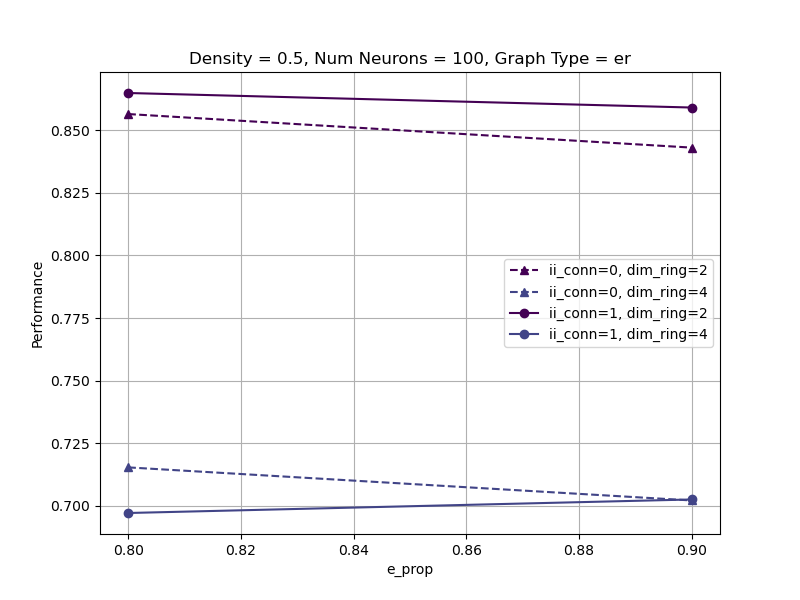 Density = 0.5, Num Neurons = 100, Graph Type = er
Performance
0.850
0.825
0.800
0.775
0.750
0.725
0.700
ii_conn=0, dim_ring=2
ii_conn=0, dim_ring=4
ii_conn=1, dim_ring=2
ii_conn=1, dim_ring=4
0.80 0.82 0.84 0.86 0.88 0.90
e_prop